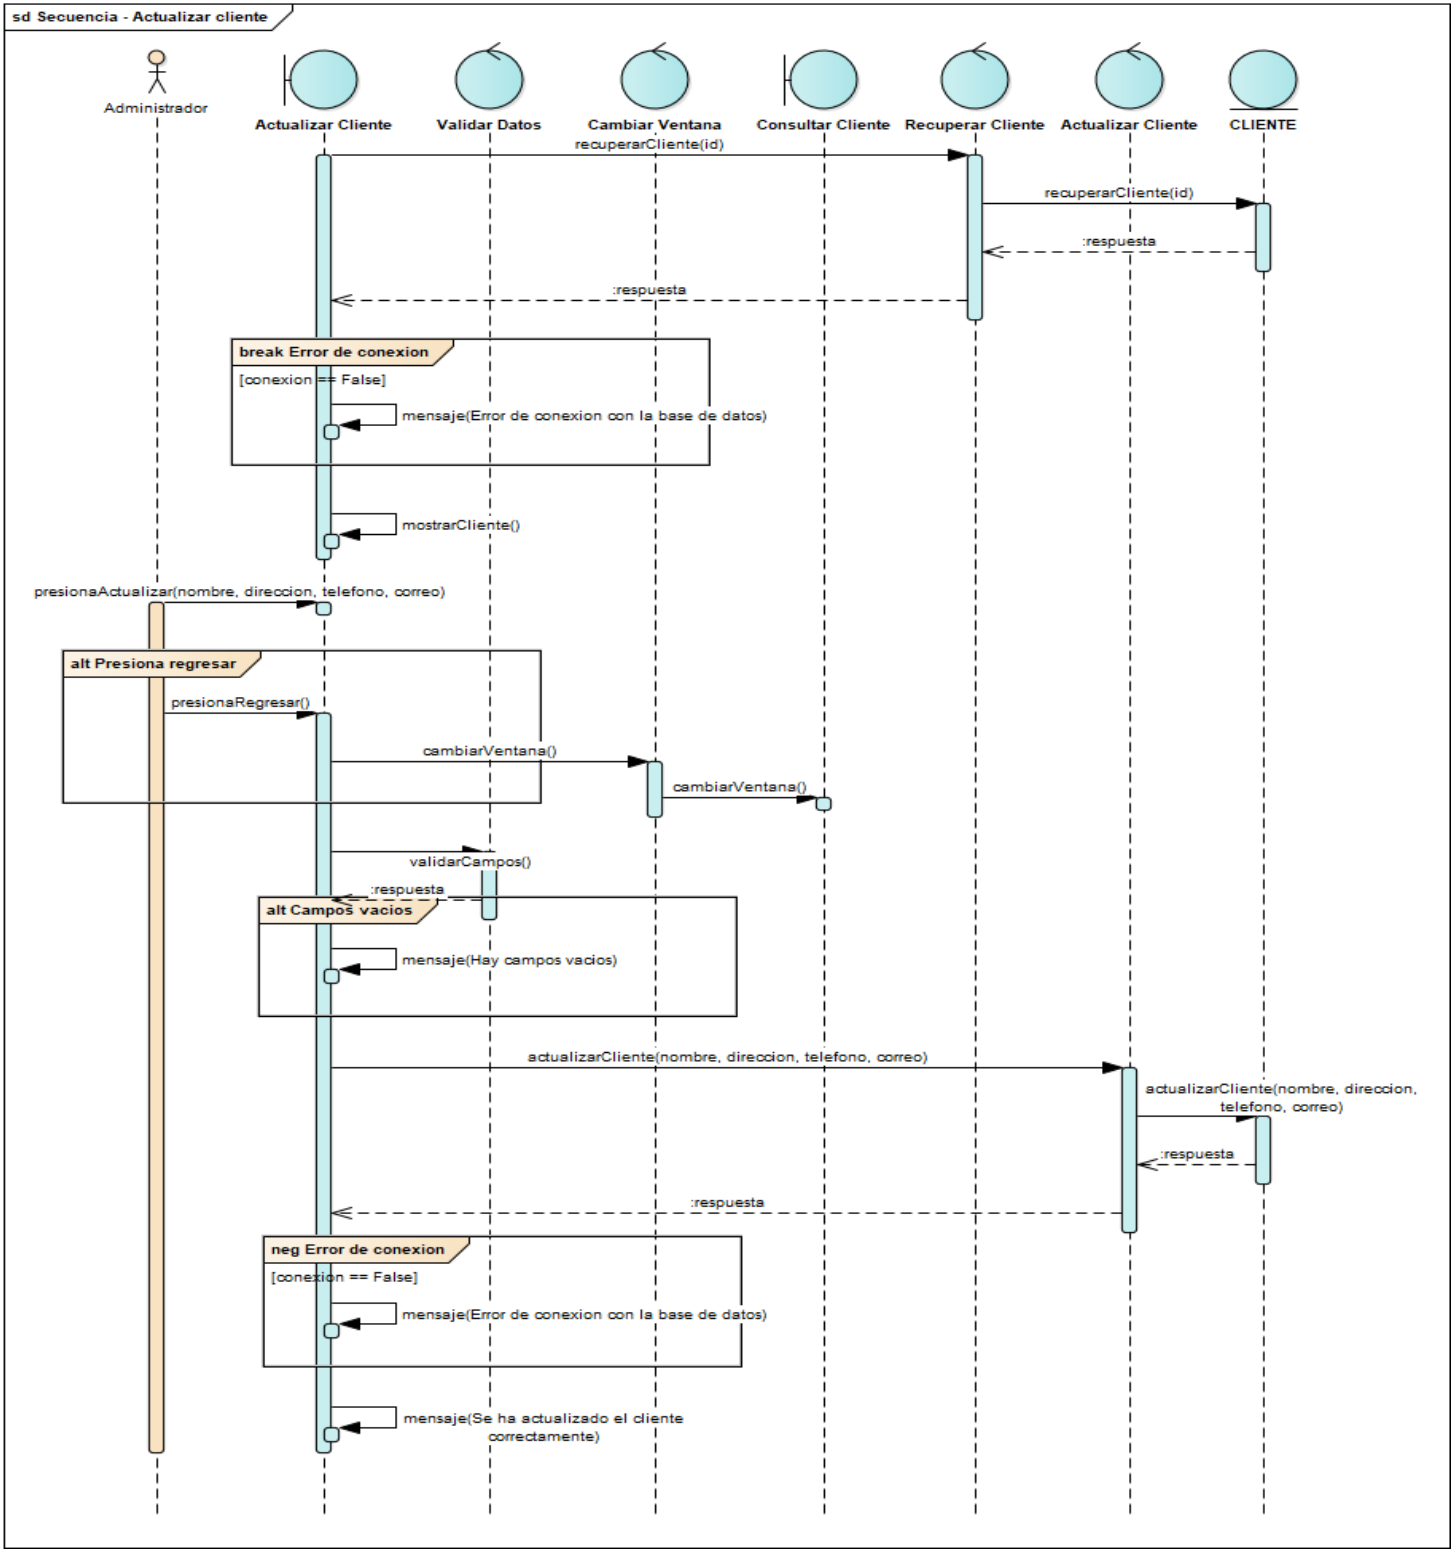 sd Secuencia - Actualizar cliente
Administrador
Actualizar Cliente
Validar Datos
Cambiar Ventana
Consultar Cliente
Recuperar Cliente
Actualizar Cliente
CLIENTE
recuperarCliente(id)
recuperarCliente(id)
:respuesta
:respuesta
break Error de conexion
[conexion == False]
mensaje(Error de conexion con la base de datos)
mostrarCliente()
presionaActualizar(nombre, direccion, telefono, correo)
alt Presiona regresar
presionaRegresar()
cambiarVentana()
cambiarVentana()
validarCampos()
:respuesta
alt Campos vacios
mensaje(Hay campos vacios)
actualizarCliente(nombre, direccion, telefono, correo)
actualizarCliente(nombre, direccion,
telefono, correo)
:respuesta
:respuesta
neg Error de conexion
[conexion == False]
mensaje(Error de conexion con la base de datos)
mensaje(Se ha actualizado el cliente
correctamente)